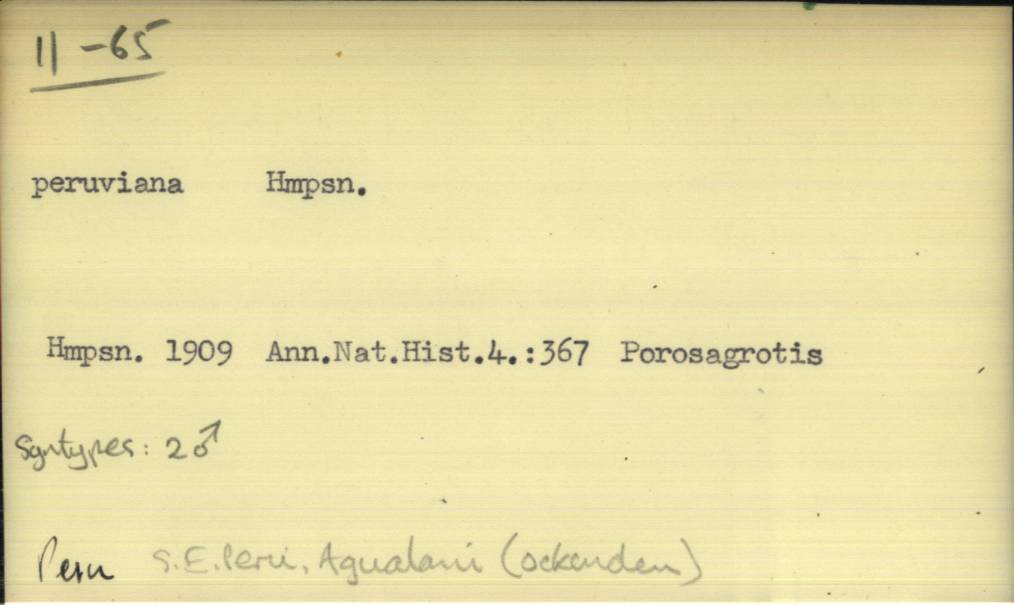 11 -65
peruviana Hmpsn.
Hmpsn. 1909 Ann.Nat.Hist.4.:367 Porosagrotis
Syntypes: 2♂
Peru S.E.Peru, Agualani (Ockenden)